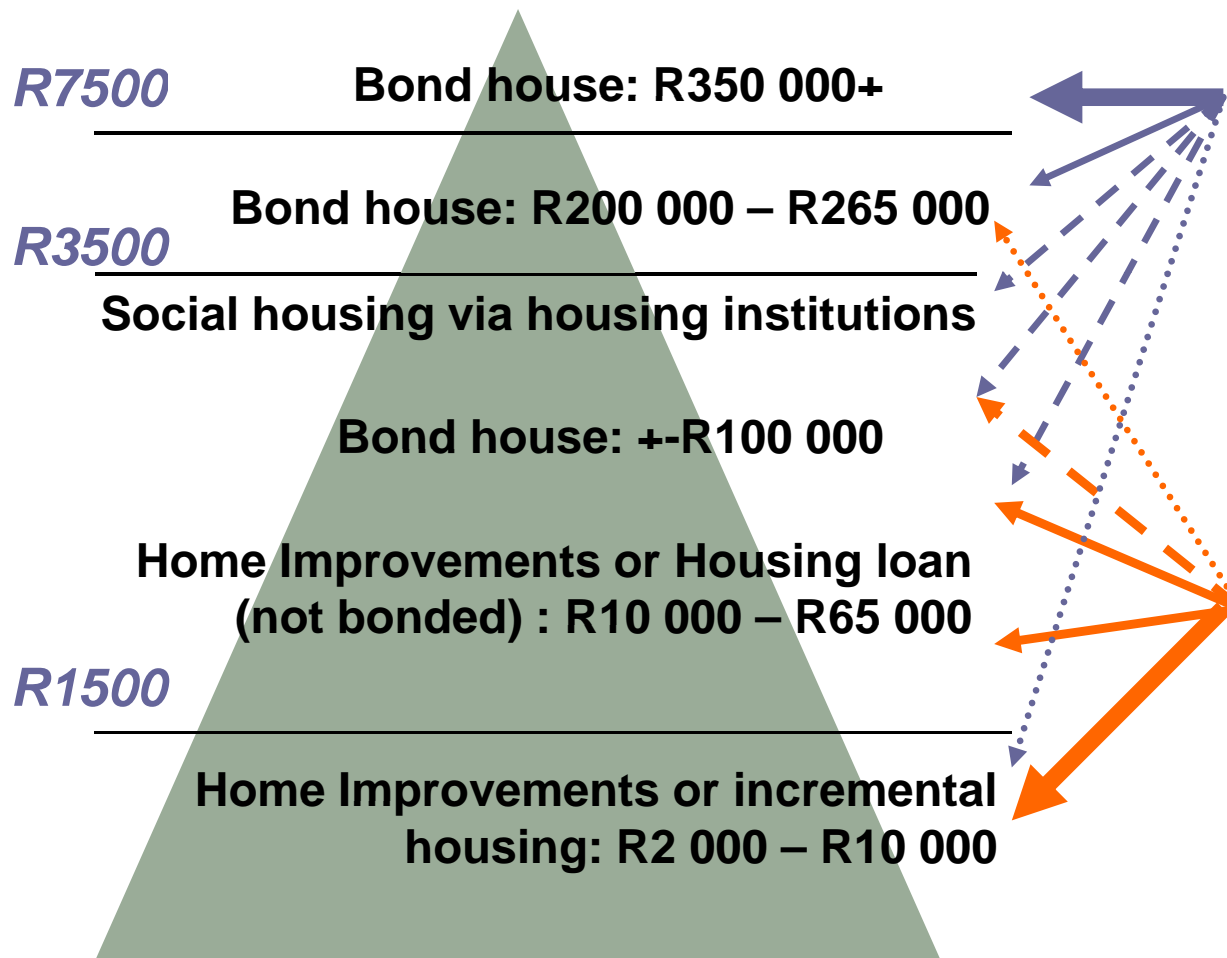 R7500
Bond house: R350 000+
Bond house: R200 000 – R265 000
R3500
Social housing via housing institutions
Bond house: +-R100 000
Home Improvements or Housing loan
(not bonded) : R10 000 – R65 000
R1500
Home Improvements or incremental
housing: R2 000 – R10 000